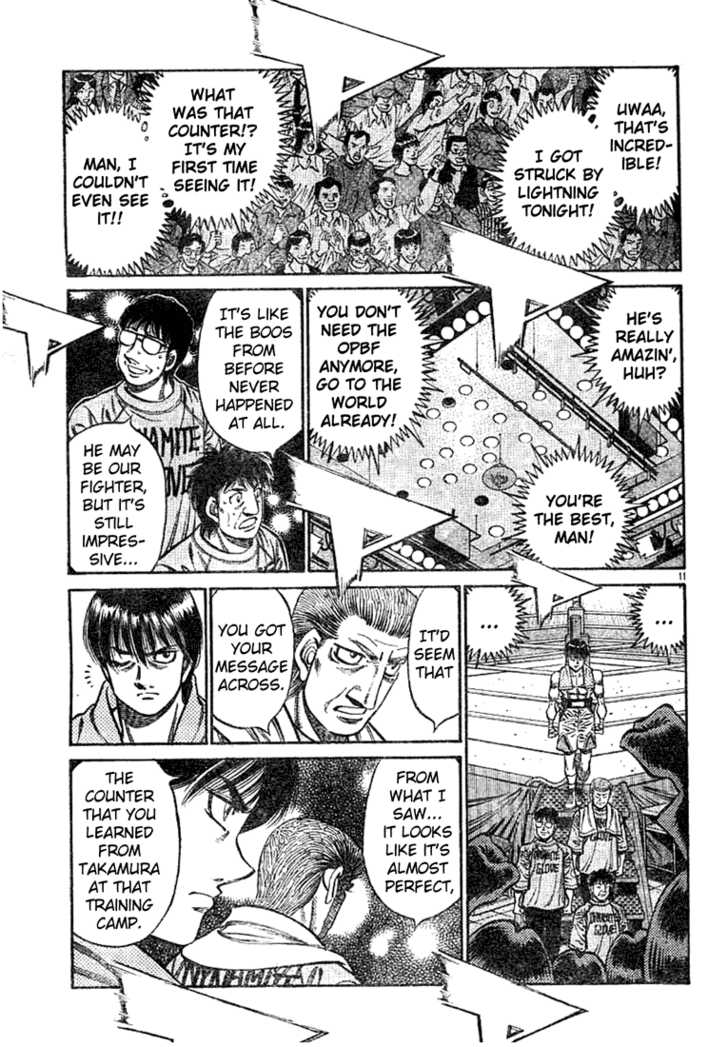 UWAA,
THAT'S
INCRED-
IBLE!
I GOT
STRUCK BY
LIGHTNING
TONIGHT!
WHAT
WAS THAT
COUNTER!?
IT'S MY
FIRST TIME
SEEING IT!
MAN, I
COULDN'T
EVEN SEE
IT!!
HE'S
REALLY
AMAZIN',
HUH?
YOU DON'T
NEED THE
OPBF
ANYMORE,
GO TO THE
WORLD
ALREADY!
YOU'RE
THE BEST,
MAN!
IT'S LIKE
THE BOOS
FROM
BEFORE
NEVER
HAPPENED
AT ALL.
HE MAY
BE OUR
FIGHTER,
BUT IT'S
STILL
IMPRES-
SIVE...
11
...
...
DYNAMITE
GLOVE
IT'D
SEEM
THAT
YOU GOT
YOUR
MESSAGE
ACROSS.
FROM
WHAT I
SAW...
IT LOOKS
LIKE IT'S
ALMOST
PERFECT,
THE
COUNTER
THAT YOU
LEARNED
FROM
TAKAMURA
AT THAT
TRAINING
CAMP.